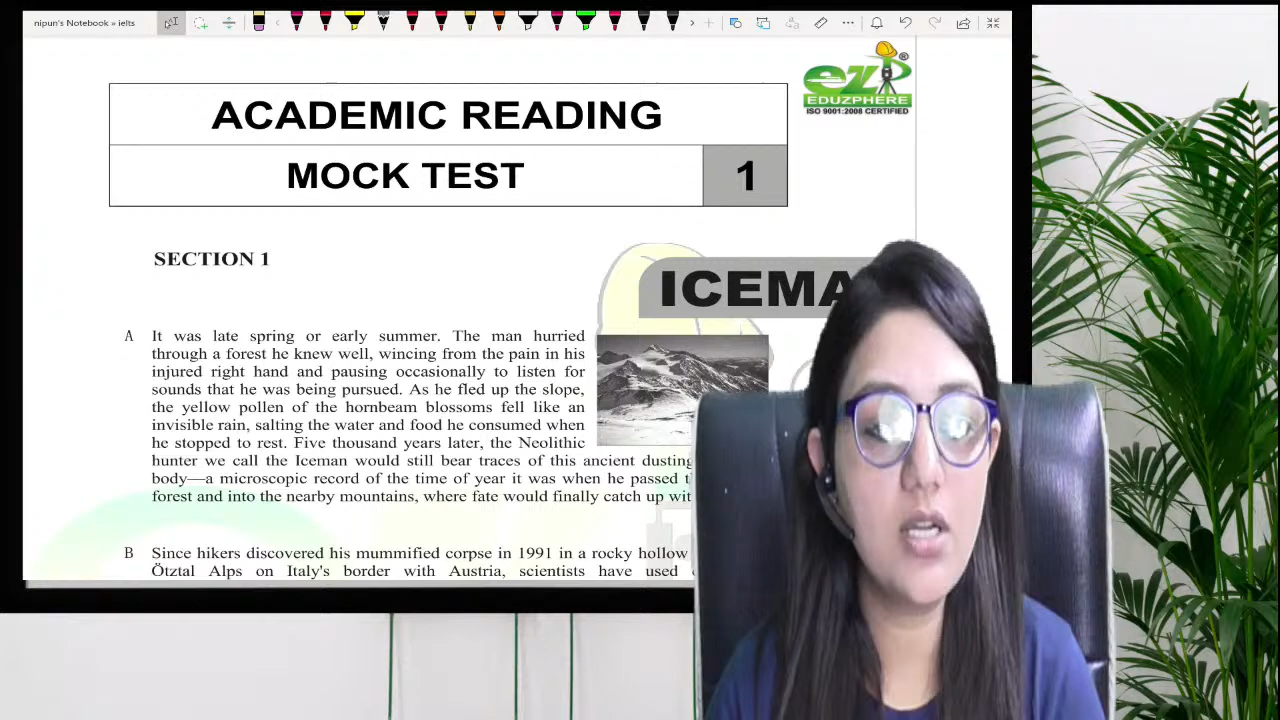 nipun's Notebook » ielts
ezp ®
EDUZPHERE
ISO 9001:2008 CERTIFIED
ACADEMIC READING
MOCK TEST 1
SECTION 1
ICEMA
A It was late spring or early summer. The man hurried
through a forest he knew well, wincing from the pain in his
injured right hand and pausing occasionally to listen for
sounds that he was being pursued. As he fled up the slope,
the yellow pollen of the hornbeam blossoms fell like an
invisible rain, salting the water and food he consumed when
he stopped to rest. Five thousand years later, the Neolithic
hunter we call the Iceman would still bear traces of this ancient dusting
body—a microscopic record of the time of year it was when he passed
forest and into the nearby mountains, where fate would finally catch up
B Since hikers discovered his mummified corpse in 1991 in a rocky hollow
Ötztal Alps on Italy's border with Austria, scientists have used